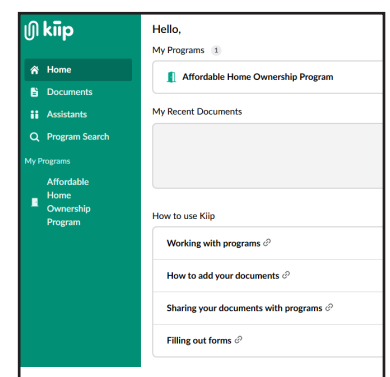 kiip
Home
Documents
Assistants
Program Search
My Programs
Affordable
Home
Ownership
Program
Hello,
My Programs 1
Affordable Home Ownership Program
My Recent Documents
How to use Kiip
Working with programs
How to add your documents
Sharing your documents with programs
Filling out forms